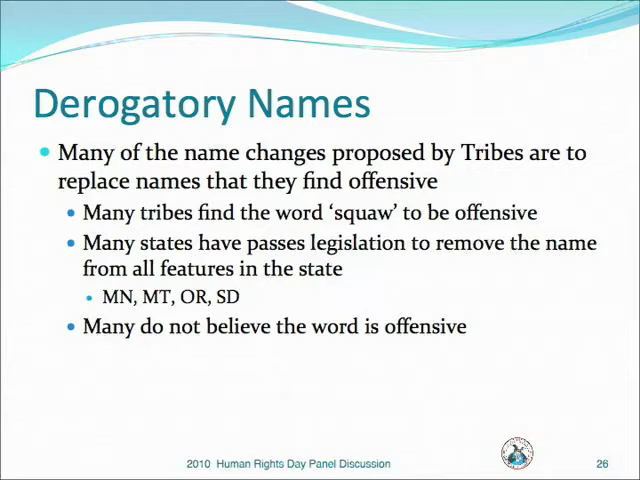 Derogatory Names
• Many of the name changes proposed by Tribes are to
replace names that they find offensive
• Many tribes find the word ‘squaw’ to be offensive
• Many states have passes legislation to remove the name
from all features in the state
• MN, MT, OR, SD
• Many do not believe the word is offensive
2010 Human Rights Day Panel Discussion
26